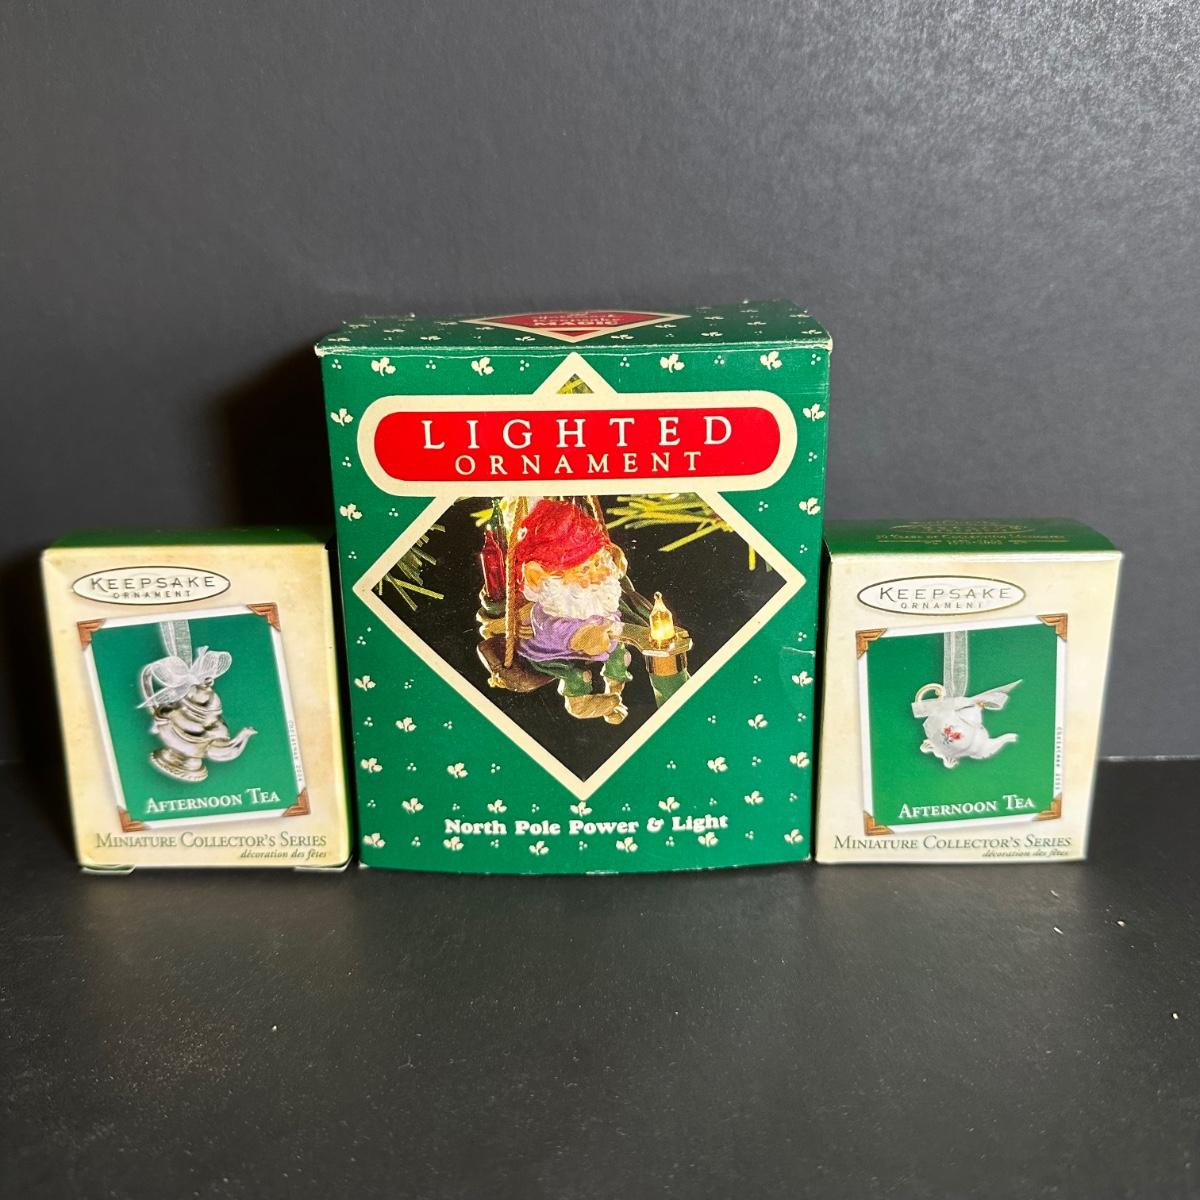 KEEPSAKE
ORNAMENT
AFTERNOON TEA
MINIATURE COLLECTOR'S SERIES
décoration des fêtes
MAGIC
LIGHTED
ORNAMENT
North Pole Power & Light
KEEPSAKE
ORNAMENT
AFTERNOON TEA
MINIATURE COLLECTOR'S SERIES
décoration des fêtes